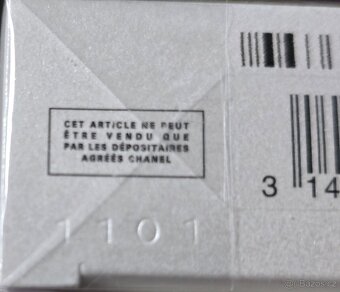 CET ARTICLE NE PEUT
ÊTRE VENDU QUE
PAR LES DÉPOSITAIRES
AGRÉÉS CHANEL
3 14
1101